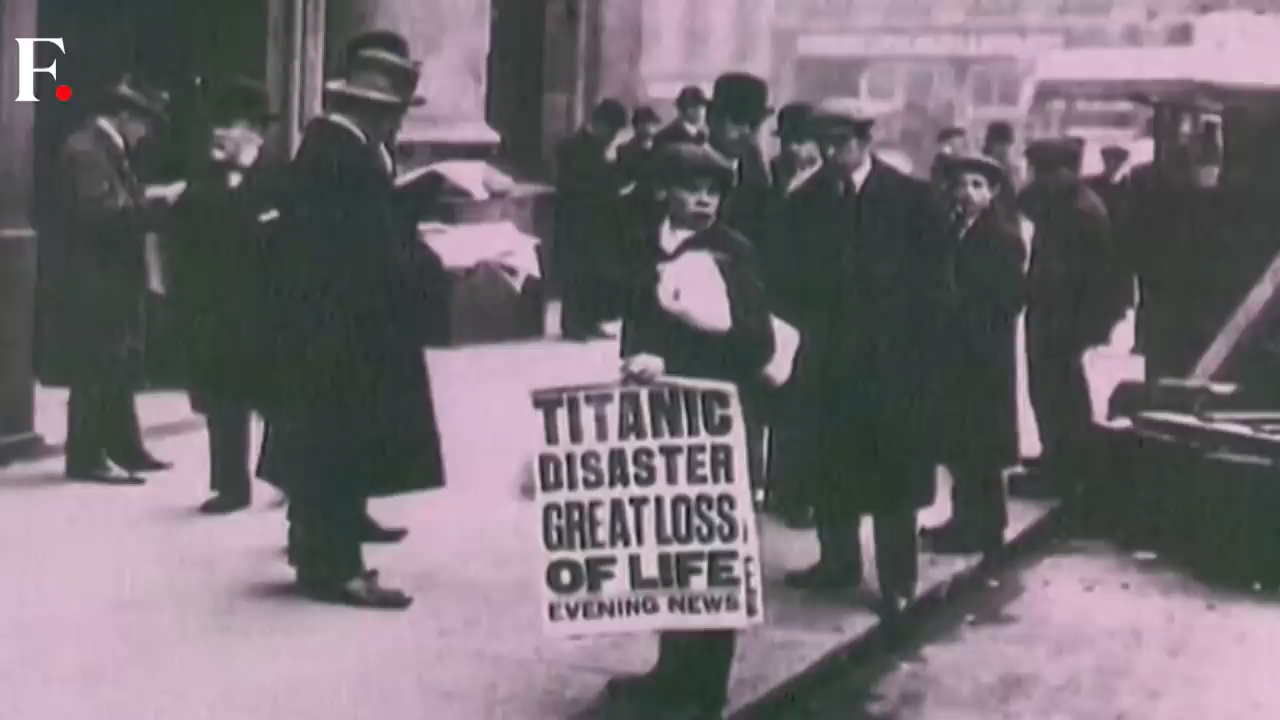 F.
TITANIC
DISASTER
GREAT LOSS
OF LIFE
EVENING NEWS